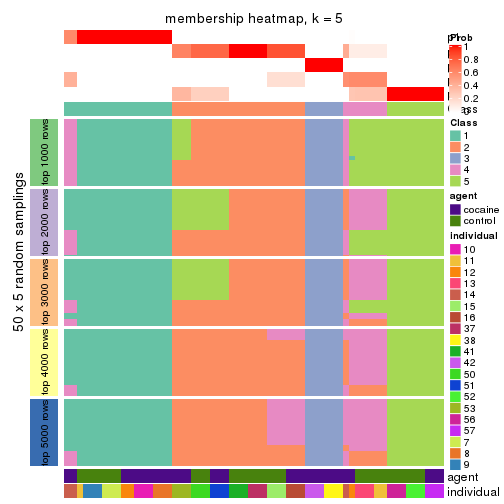 membership heatmap, k = 5
Prob
1
0.8
0.6
0.4
0.2
0
Class
1
2
3
4
5
agent
cocaine
control
individual
10
11
12
13
14
15
16
37
38
41
42
50
51
52
53
56
57
7
8
9
50 x 5 random samplings
top 1000 rows
top 2000 rows
top 3000 rows
top 4000 rows
top 5000 rows
agent
individual